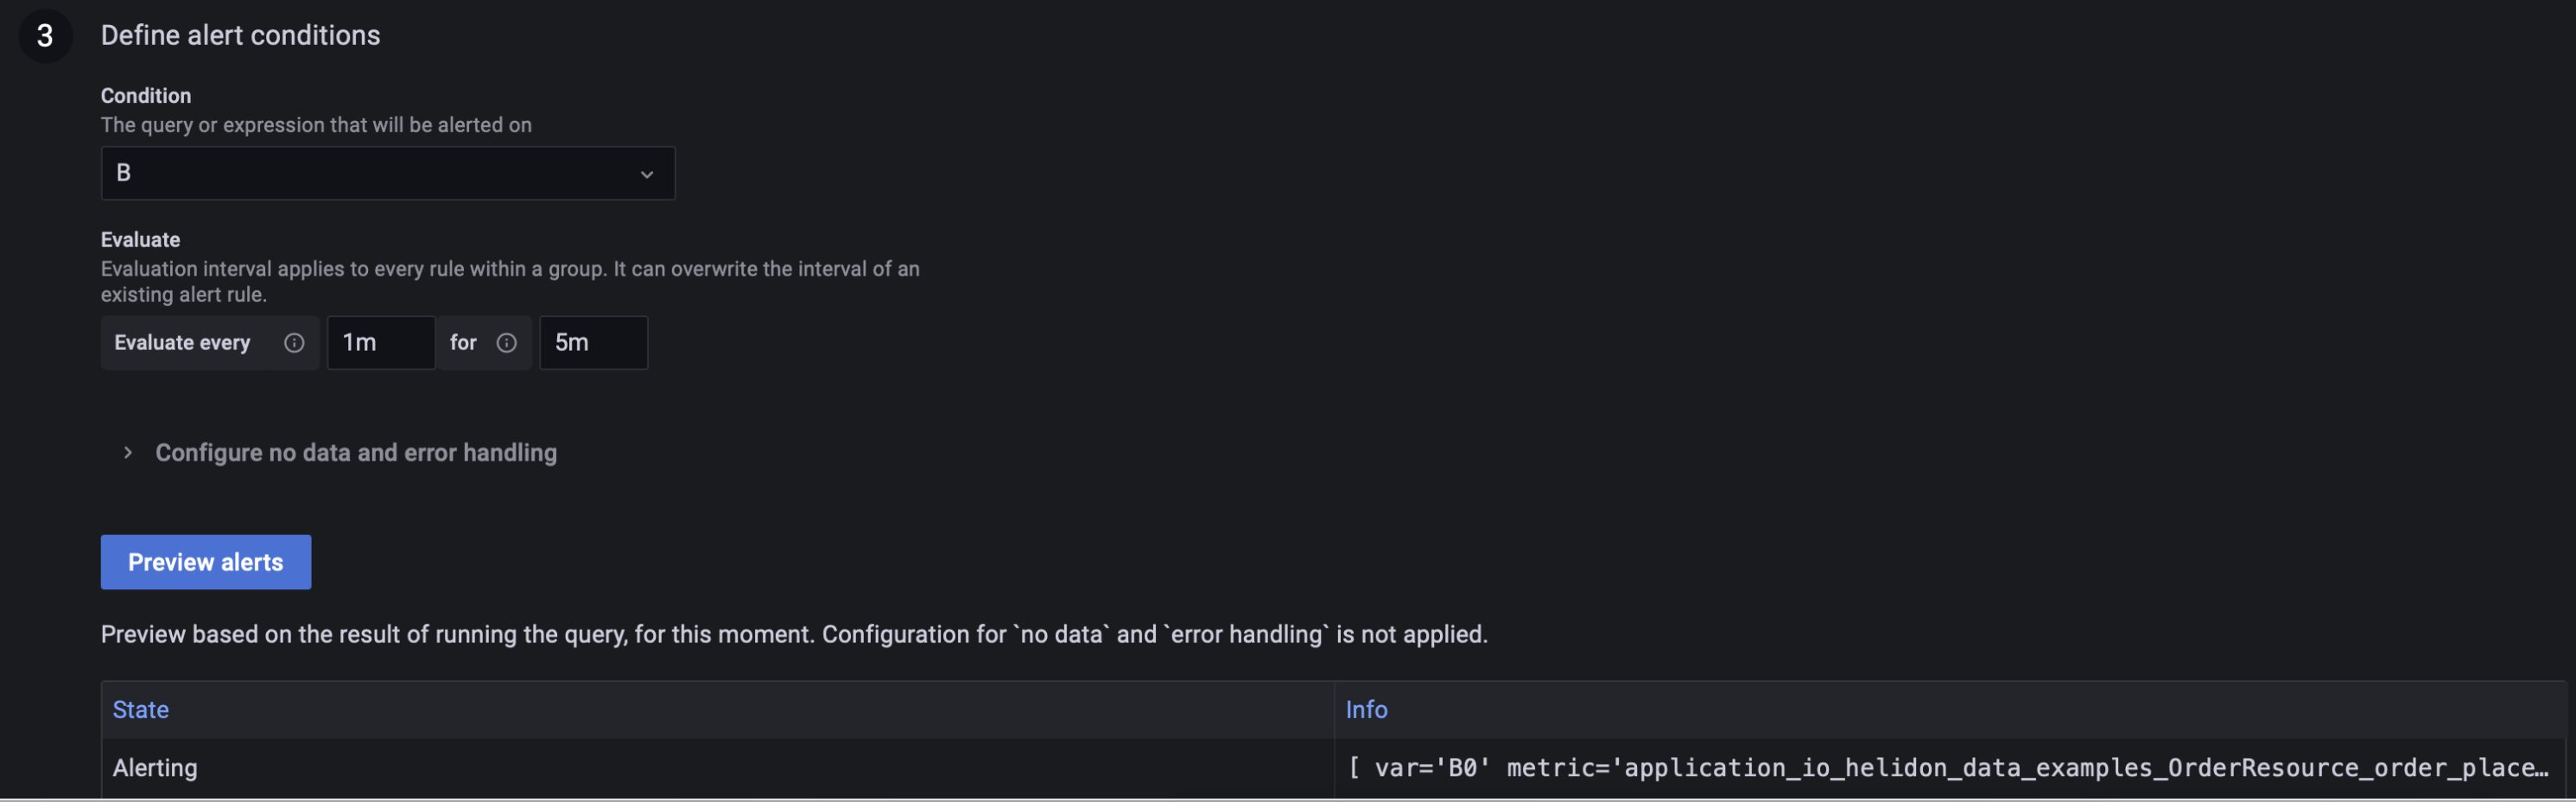 3 Define alert conditions
Condition
The query or expression that will be alerted on
B
Evaluate
Evaluation interval applies to every rule within a group. It can overwrite the interval of an
existing alert rule.
Evaluate every 1m for 5m
Configure no data and error handling
Preview alerts
Preview based on the result of running the query, for this moment. Configuration for `no data` and `error handling` is not applied.
State Info
Alerting [ var='B0' metric='application_io_helidon_data_examples_OrderResource_order_place…